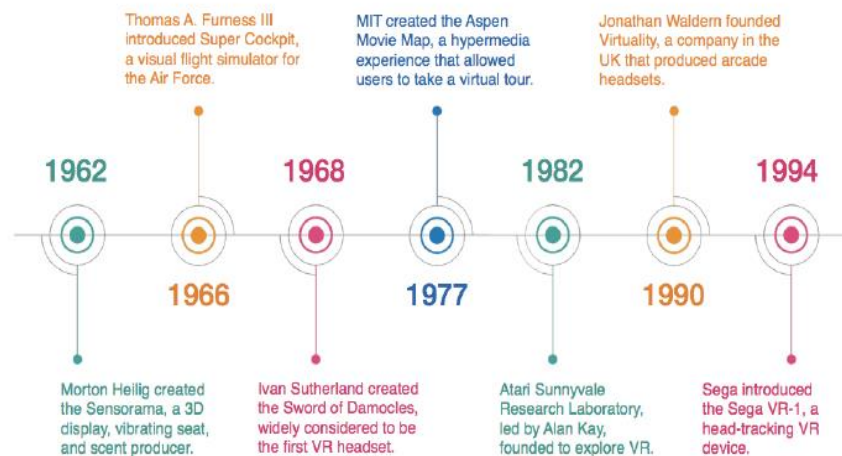 Thomas A. Furness III
introduced Super Cockpit,
a visual flight simulator for
the Air Force.
MIT created the Aspen
Movie Map, a hypermedia
experience that allowed
users to take a virtual tour.
Jonathan Waldern founded
Virtuality, a company in the
UK that produced arcade
headsets.
1962
1968
1982
1994
1966
1977
1990
Morton Heilig created
the Sensorama, a 3D
display, vibrating seat,
and scent producer.
Ivan Sutherland created
the Sword of Damocles,
widely considered to be
the first VR headset.
Atari Sunnyvale
Research Laboratory,
led by Alan Kay,
founded to explore VR.
Sega introduced
the Sega VR-1, a
head-tracking VR
device.